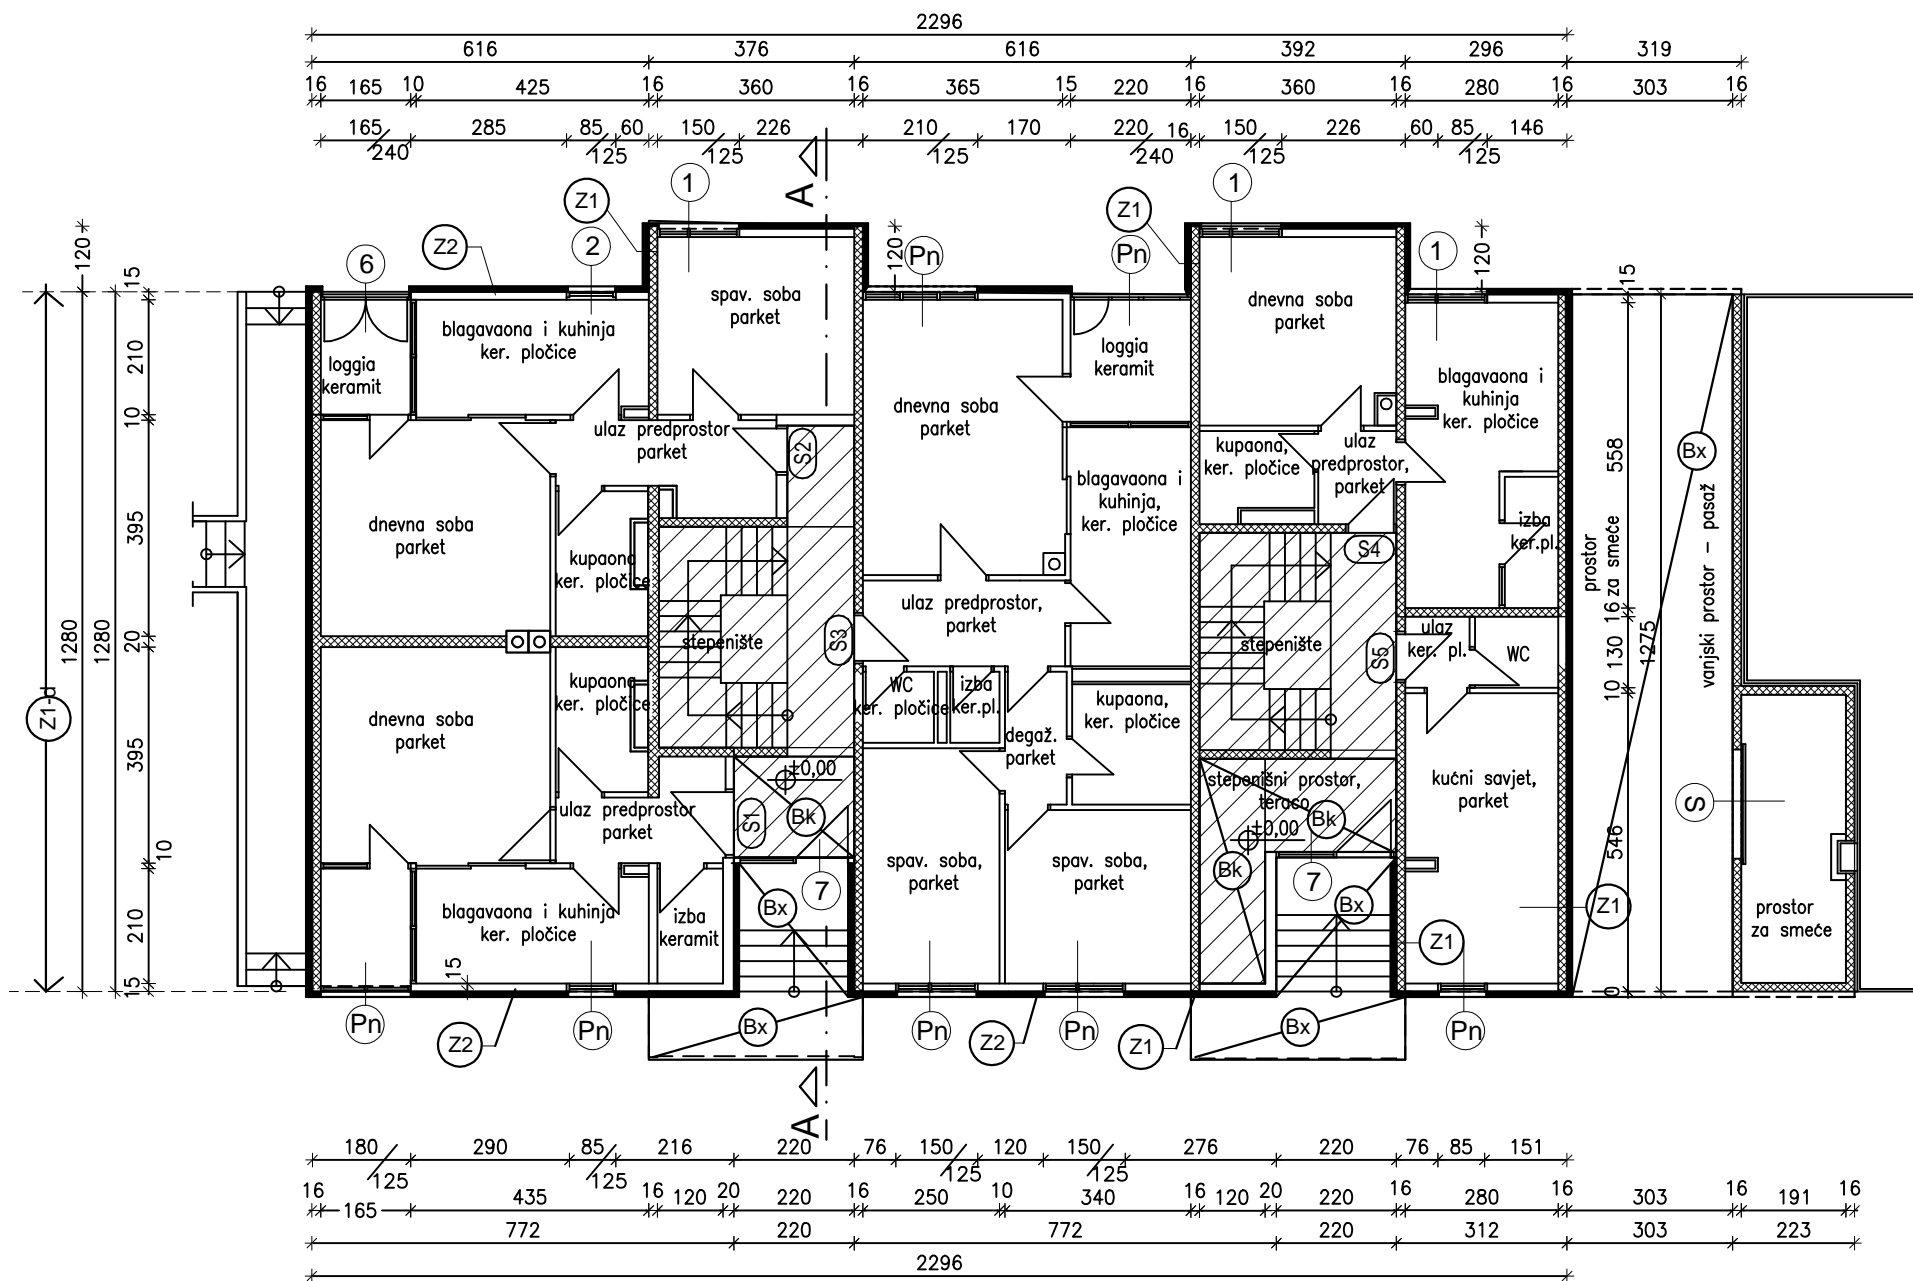 2296
616 376 616 392 296 319
16 165 10 425 16 360 16 365 15 220 16 360 16 280 16 303 16
165 285 85 60 150 226 210 170 220 16 150 226 60 85 146
240 125 125 125 240 125 125
A
1 1
Z1 Z1
Z2 2 Pn Pn 1
6
120 120 120
15 15
spav. soba
parket
dnevna soba
parket
blagavaona i kuhinja
ker. pločice
loggia
keramit
loggia
keramit
blagavaona i
kuhinja
ker. pločice
dnevna soba
parket
ulaz predprostor
parket
S2
kupaona,
ker. pločice
ulaz
predprostor,
parket
Bx
blagavaona i
kuhinja,
ker. pločice
dnevna soba
parket
izba
ker.pl.
S4
kupaona
ker. pločice
prostor
za smeće
vanjski prostor – pasaž
ulaz predprostor,
parket
S3
stepenište
stepenište
S5
ulaz
ker. pl.
WC
kupaona
ker. pločice
WC
ker. pločice
izba
ker.pl.
kupaona,
ker. pločice
dnevna soba
parket
degaž.
parket
±0,00
stepenišni prostor,
teraco
±0,00
kućni savjet,
parket
S
ulaz predprostor
parket
S1
Bk
Bk
Bk
spav. soba,
parket
spav. soba,
parket
7
7
blagavaona i kuhinja
ker. pločice
izba
keramit
Bx
Bx
Z1
Z1
prostor
za smeće
15
Pn Z2 Pn Bx Pn Z2 Pn Z1 Bx Pn
A
Z1-d
1280
1280
210
10
395
20
395
10
210
15
558
16
130
10
546
0
1275
180 290 85 216 220 76 150 120 150 276 220 76 85 151
125 125 125 125
16 165 435 16 120 20 220 16 250 10 340 16 120 20 220 16 280 16 303 16 191 16
772 220 772 220 312 303 223
2296